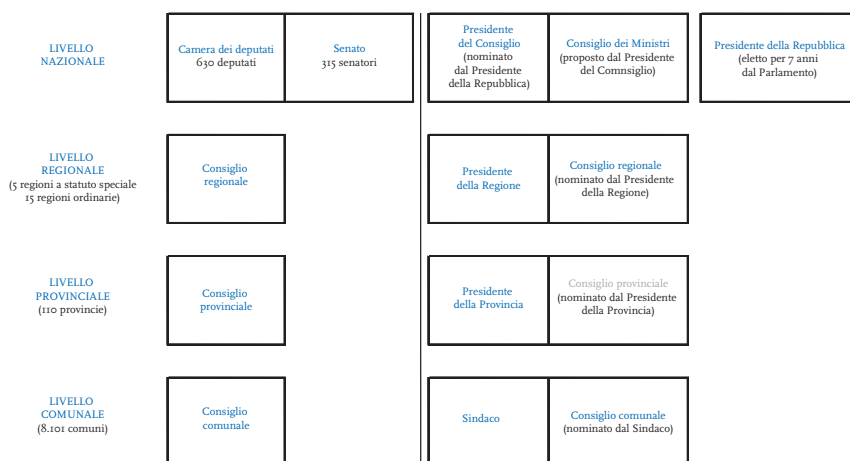 LIVELLO
NAZIONALE
Camera dei deputati
630 deputati
Senato
315 senatori
Presidente
del Consiglio
(nominato
dal Presidente
della Repubblica)
Consiglio dei Ministri
(proposto dal Presidente
del Comnsiglio)
Presidente della Repubblica
(eletto per 7 anni
dal Parlamento)
LIVELLO
REGIONALE
(5 regioni a statuto speciale
15 regioni ordinarie)
Consiglio
regionale
Presidente
della Regione
Consiglio regionale
(nominato dal Presidente
della Regione)
LIVELLO
PROVINCIALE
(110 provincie)
Consiglio
provinciale
Presidente
della Provincia
Consiglio provinciale
(nominato dal Presidente
della Provincia)
LIVELLO
COMUNALE
(8.101 comuni)
Consiglio
comunale
Sindaco
Consiglio comunale
(nominato dal Sindaco)